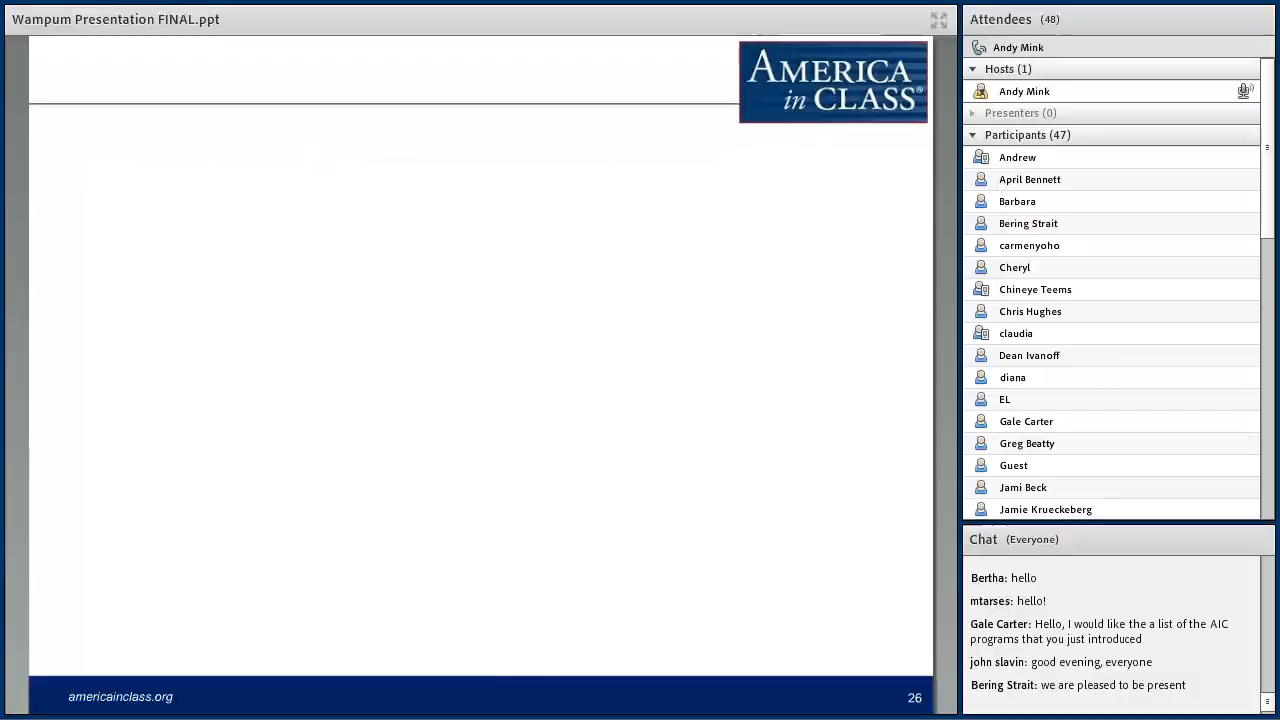 Wampum Presentation FINAL.ppt
AMERICA
in CLASS®
americainclass.org
26
Attendees (48)
Andy Mink
Hosts (1)
Andy Mink
Presenters (0)
Participants (47)
Andrew
April Bennett
Barbara
Bering Strait
carmenyoho
Cheryl
Chineye Teems
Chris Hughes
claudia
Dean Ivanoff
diana
EL
Gale Carter
Greg Beatty
Guest
Jami Beck
Jamie Krueckeberg
Chat (Everyone)
Bertha: hello
mtarses: hello!
Gale Carter: Hello, I would like the a list of the AIC
programs that you just introduced
john slavin: good evening, everyone
Bering Strait: we are pleased to be present